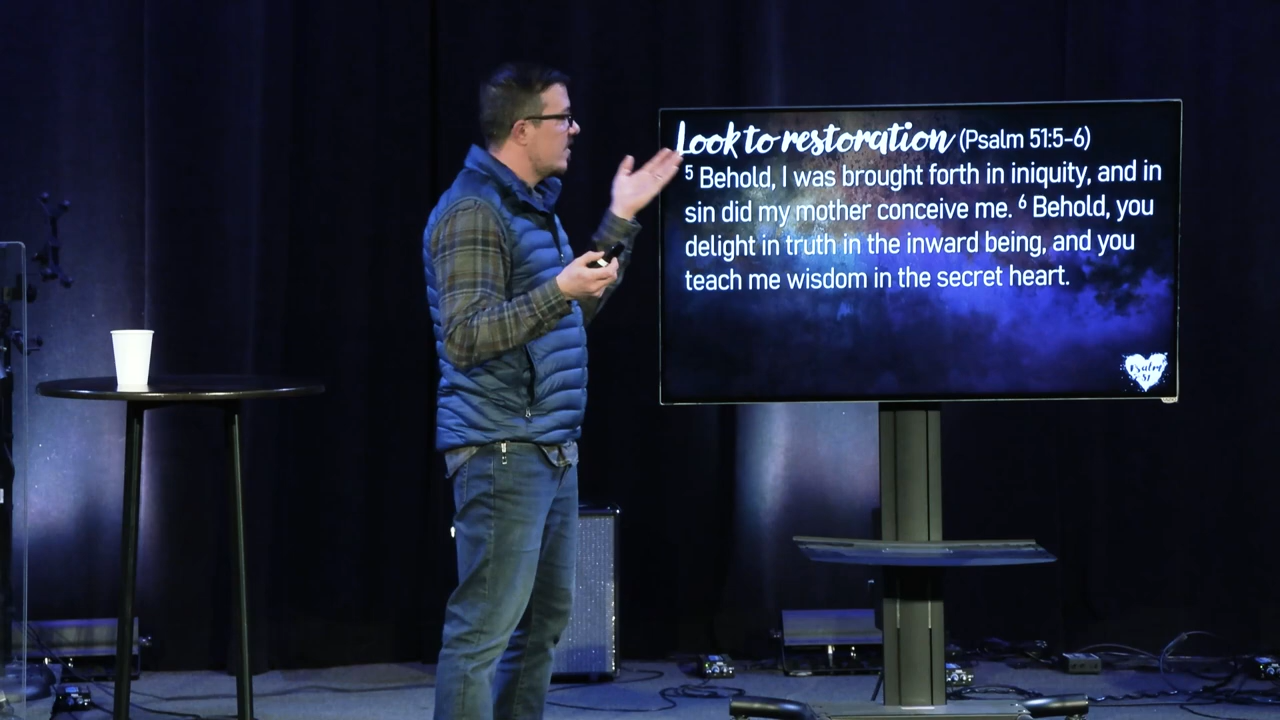 Look to restoration (Psalm 51:5-6)
⁵ Behold, I was brought forth in iniquity, and in
sin did my mother conceive me. ⁶ Behold, you
delight in truth in the inward being, and you
teach me wisdom in the secret heart.
Psalm
51